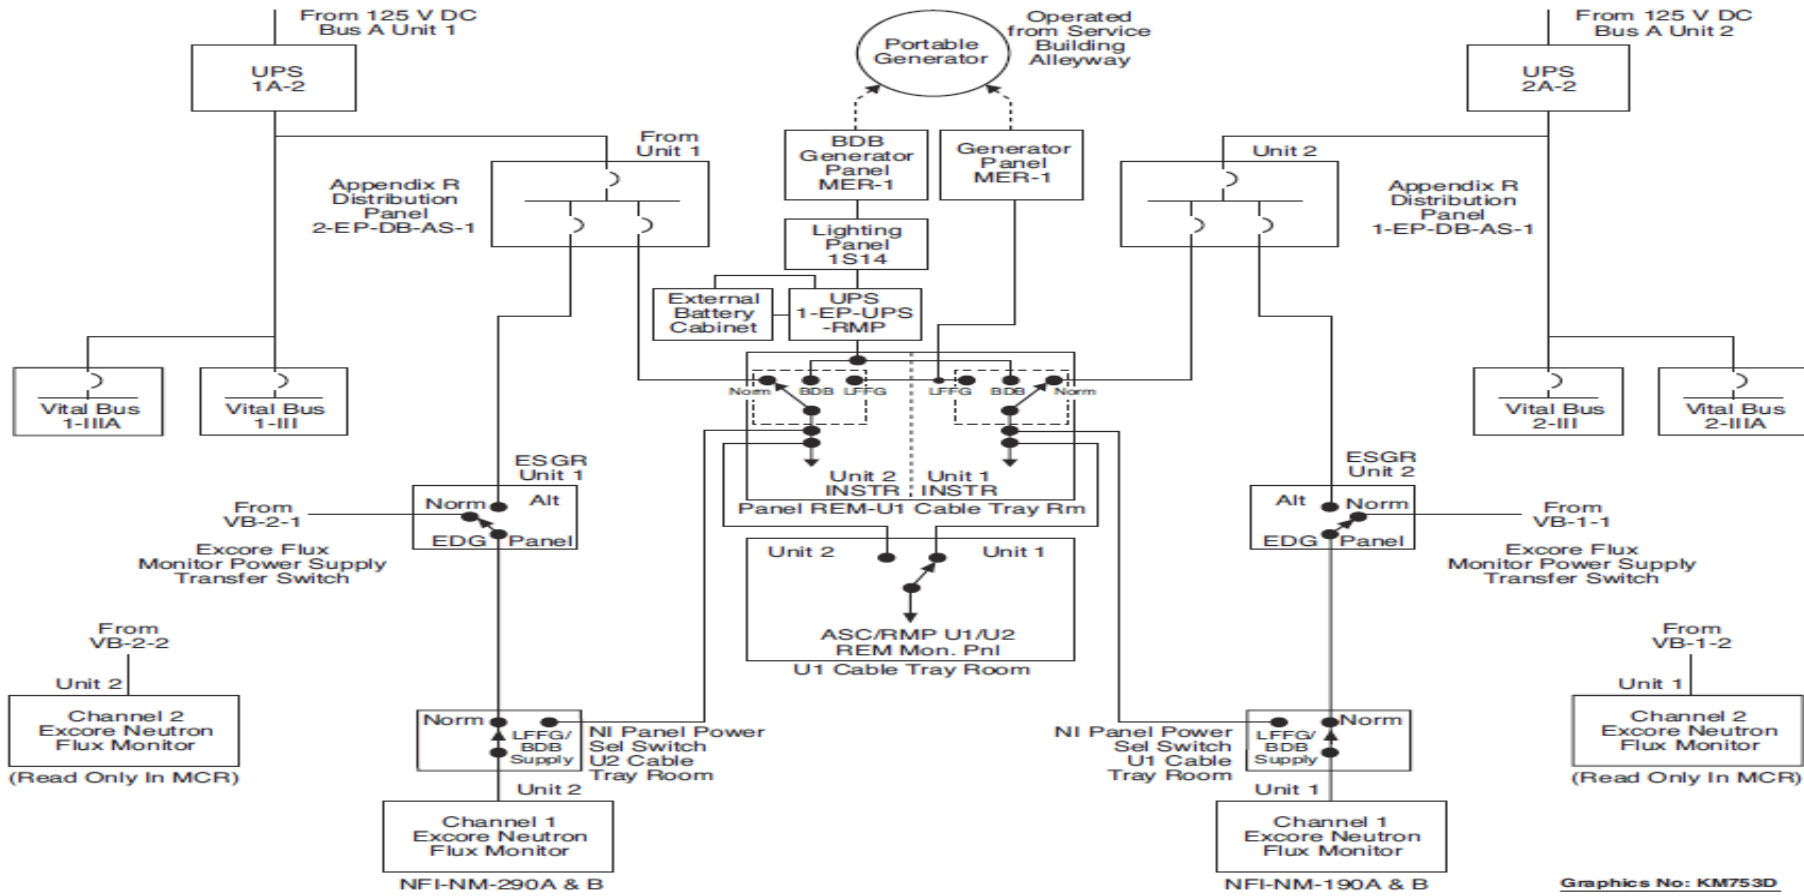 From 125 V DC
Bus A Unit 1
UPS
1A-2
Portable
Generator
Operated
from Service
Building
Alleyway
From 125 V DC
Bus A Unit 2
UPS
2A-2
From
Unit 1
Appendix R
Distribution
Panel
2-EP-DB-AS-1
BDB
Generator
Panel
MER-1
Generator
Panel
MER-1
Unit 2
Appendix R
Distribution
Panel
1-EP-DB-AS-1
Lighting
Panel
1S14
External
Battery
Cabinet
UPS
1-EP-UPS
-RMP
Norm
BDB
LFFG
LFFG
BDB
Norm
Unit 2
INSTR
Unit 1
INSTR
Panel REM-U1 Cable Tray Rm
Vital Bus
1-IIIA
Vital Bus
1-III
Vital Bus
2-III
Vital Bus
2-IIIA
ESGR
Unit 1
Norm
Alt
EDG
Panel
From
VB-2-1
Excore Flux
Monitor Power Supply
Transfer Switch
Unit 2
Unit 1
ASC/RMP U1/U2
REM Mon. Pnl
U1 Cable Tray Room
ESGR
Unit 2
Alt
Norm
EDG
Panel
From
VB-1-1
Excore Flux
Monitor Power Supply
Transfer Switch
From
VB-2-2
Unit 2
Channel 2
Excore Neutron
Flux Monitor
(Read Only In MCR)
Norm
LFFG/
BDB
Supply
NI Panel Power
Sel Switch
U2 Cable
Tray Room
Unit 2
Channel 1
Excore Neutron
Flux Monitor
NFI-NM-290A & B
NI Panel Power
Sel Switch
U1 Cable
Tray Room
LFFG/
BDB
Supply
Norm
Unit 1
Channel 1
Excore Neutron
Flux Monitor
NFI-NM-190A & B
From
VB-1-2
Unit 1
Channel 2
Excore Neutron
Flux Monitor
(Read Only In MCR)
Graphics No: KM753D